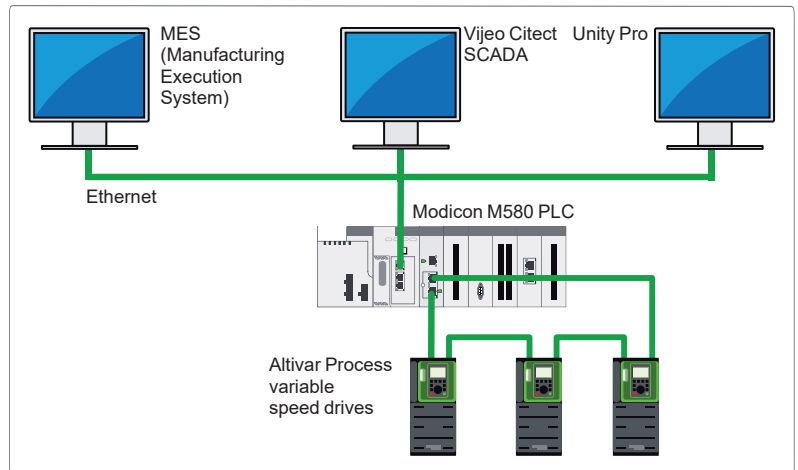 MES
(Manufacturing
Execution
System)
Vijeo Citect
SCADA
Unity Pro
Ethernet
Modicon M580 PLC
Altivar Process
variable
speed drives